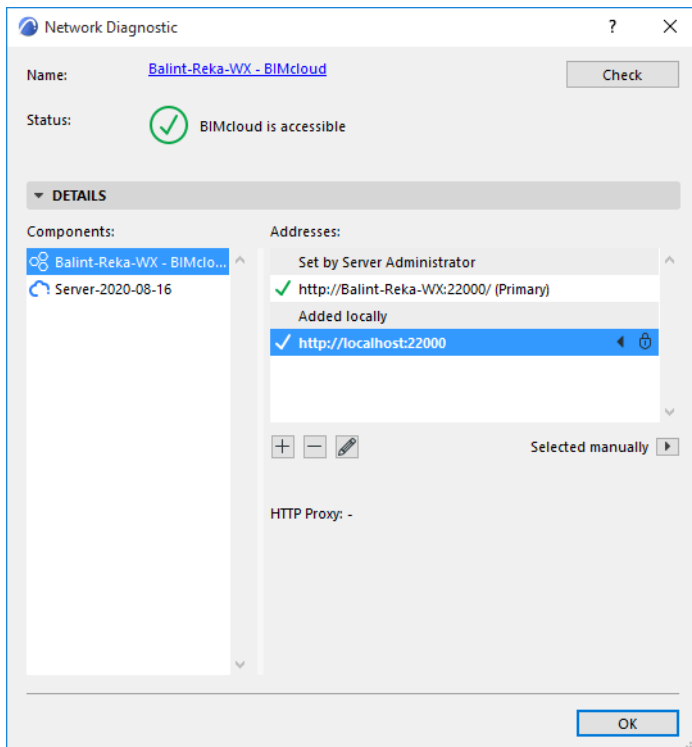 Network Diagnostic
Name:
Balint-Reka-WX - BIMcloud
Check
Status:
BIMcloud is accessible
DETAILS
Components:
Balint-Reka-WX - BIMclo...
Server-2020-08-16
Addresses:
Set by Server Administrator
http://Balint-Reka-WX:22000/ (Primary)
Added locally
http://localhost:22000
Selected manually
HTTP Proxy: -
OK